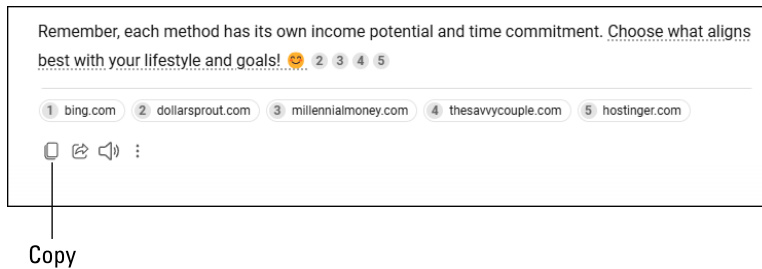 Remember, each method has its own income potential and time commitment. Choose what aligns
best with your lifestyle and goals! 😊 2 3 4 5
1 bing.com 2 dollarsprout.com 3 millennialmoney.com 4 thesavvycouple.com 5 hostinger.com
Copy